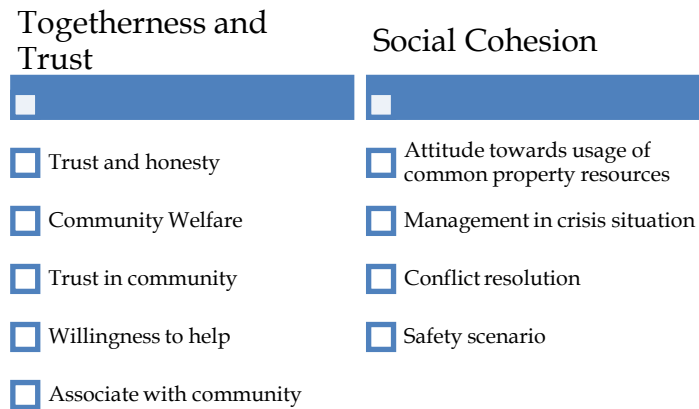 Togetherness and
Trust
Trust and honesty
Community Welfare
Trust in community
Willingness to help
Associate with community
Social Cohesion
Attitude towards usage of
common property resources
Management in crisis situation
Conflict resolution
Safety scenario